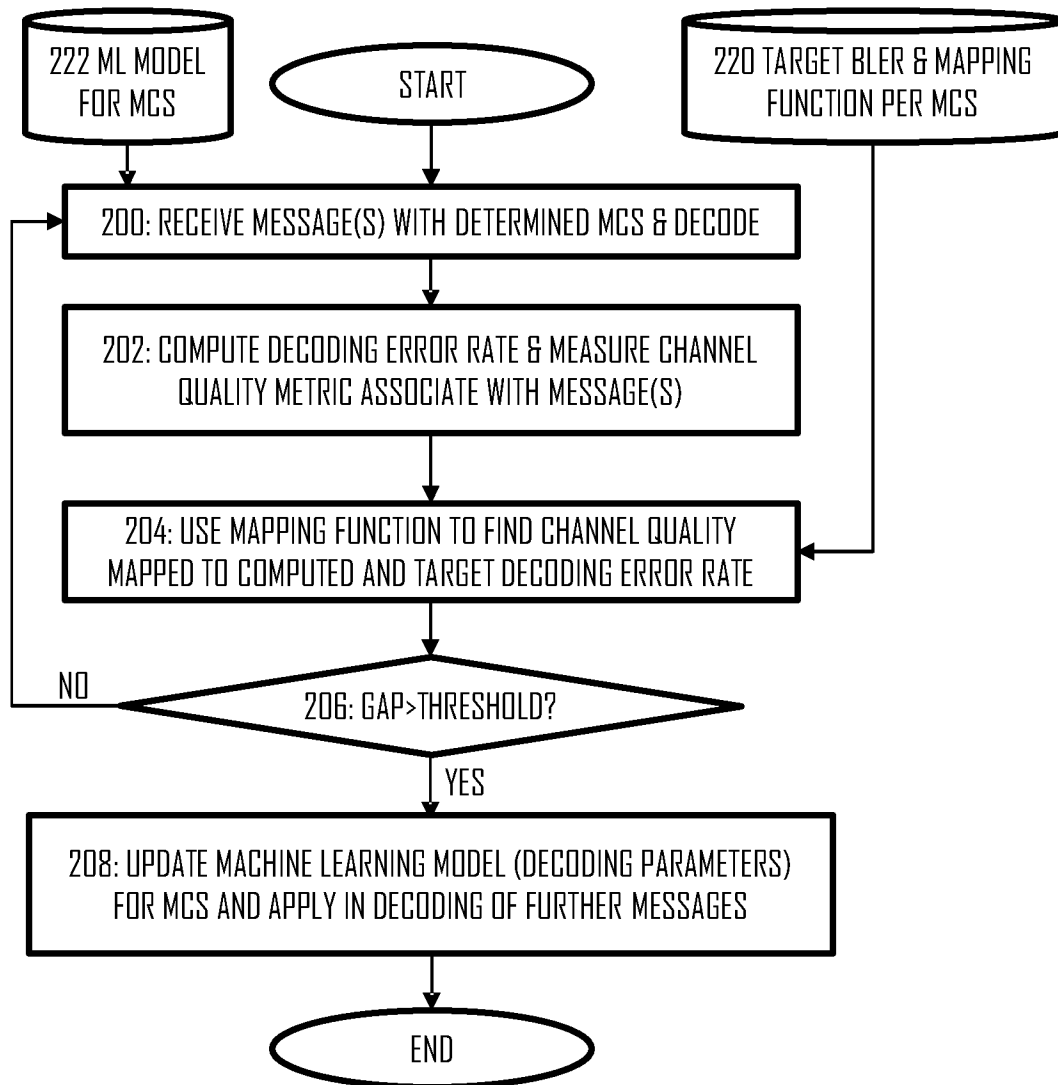 222 ML MODEL
FOR MCS
START
220 TARGET BLER & MAPPING
FUNCTION PER MCS
200: RECEIVE MESSAGE(S) WITH DETERMINED MCS & DECODE
202: COMPUTE DECODING ERROR RATE & MEASURE CHANNEL
QUALITY METRIC ASSOCIATE WITH MESSAGE(S)
204: USE MAPPING FUNCTION TO FIND CHANNEL QUALITY
MAPPED TO COMPUTED AND TARGET DECODING ERROR RATE
NO
206: GAP>THRESHOLD?
YES
208: UPDATE MACHINE LEARNING MODEL (DECODING PARAMETERS)
FOR MCS AND APPLY IN DECODING OF FURTHER MESSAGES
END